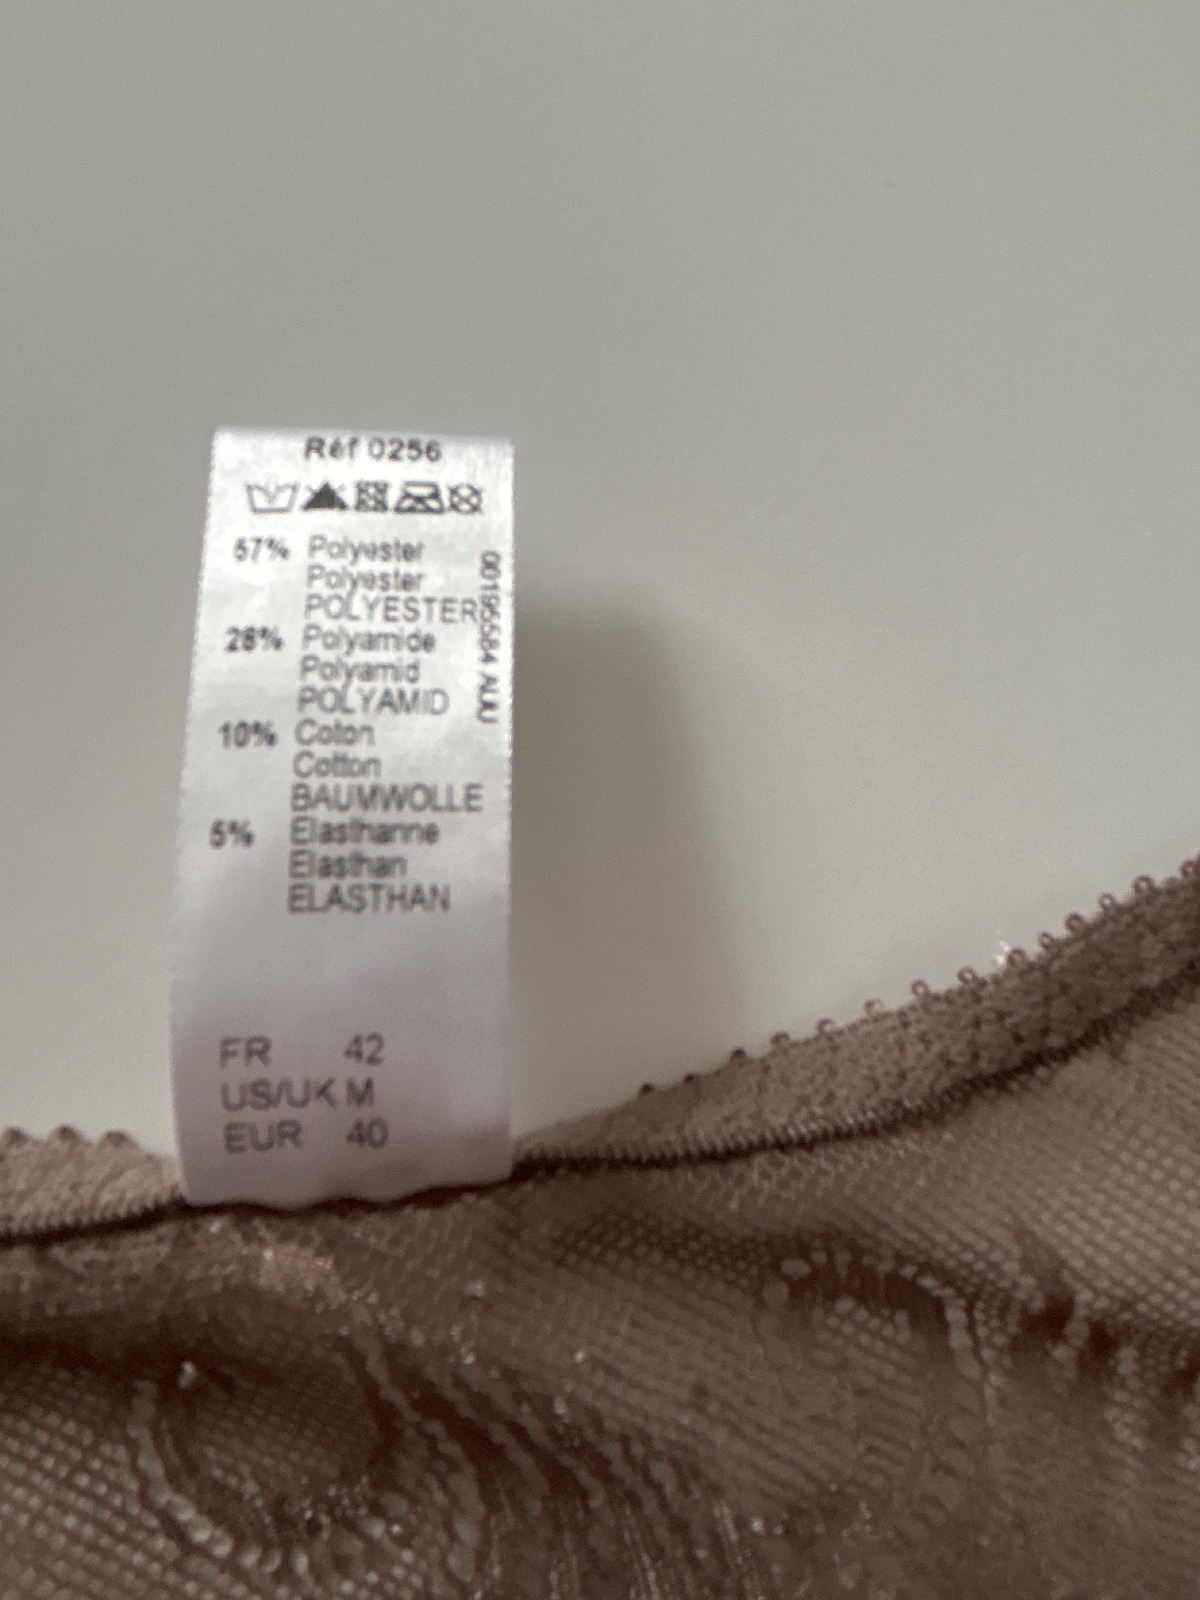 Réf 0256
57% Polyester
Polyester
POLYESTER
28% Polyamide
Polyamid
POLYAMID
10% Coton
Cotton
BAUMWOLLE
5% Elasthanne
Elasthan
ELASTHAN
FR 42
US/UK M
EUR 40